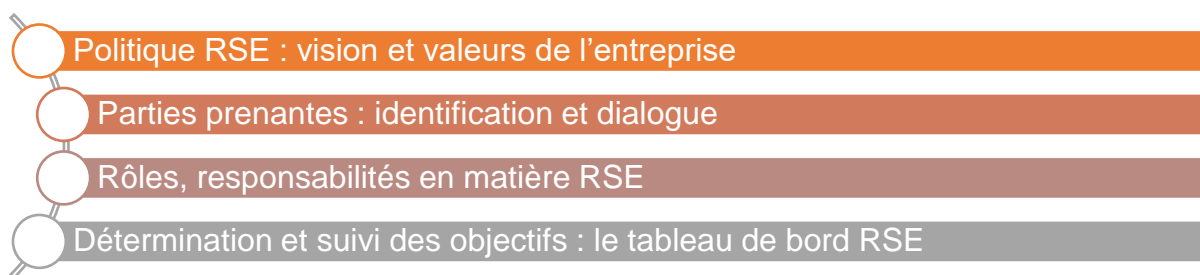 Politique RSE : vision et valeurs de l’entreprise
Parties prenantes : identification et dialogue
Rôles, responsabilités en matière RSE
Détermination et suivi des objectifs : le tableau de bord RSE